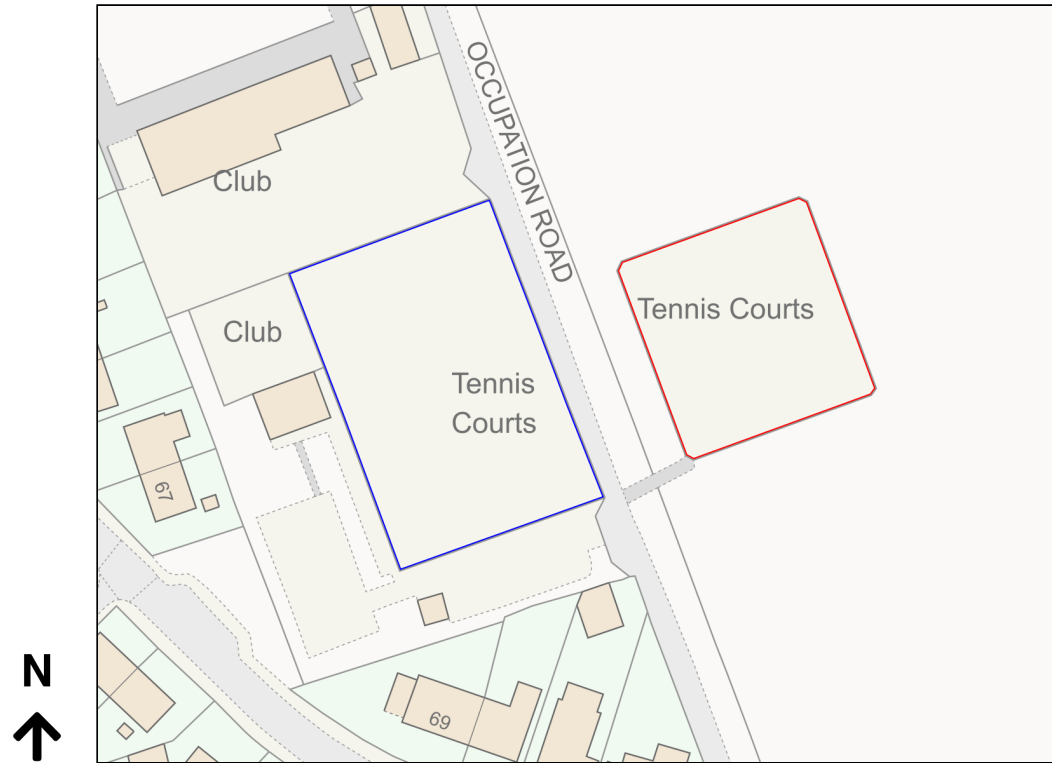 OCCUPATION ROAD
Club
Tennis Courts
Club
Tennis
Courts
67
N
69